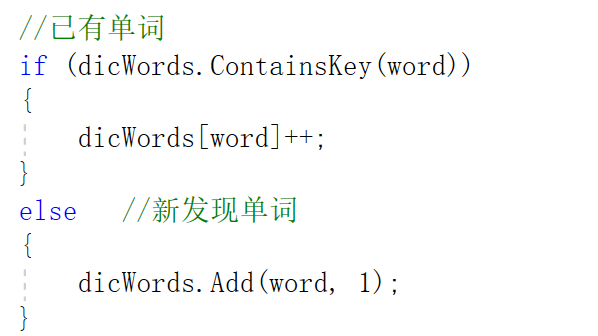 //已有单词
if (dicWords.ContainsKey(word))
{
dicWords[word]++;
}
else //新发现单词
{
dicWords.Add(word, 1);
}